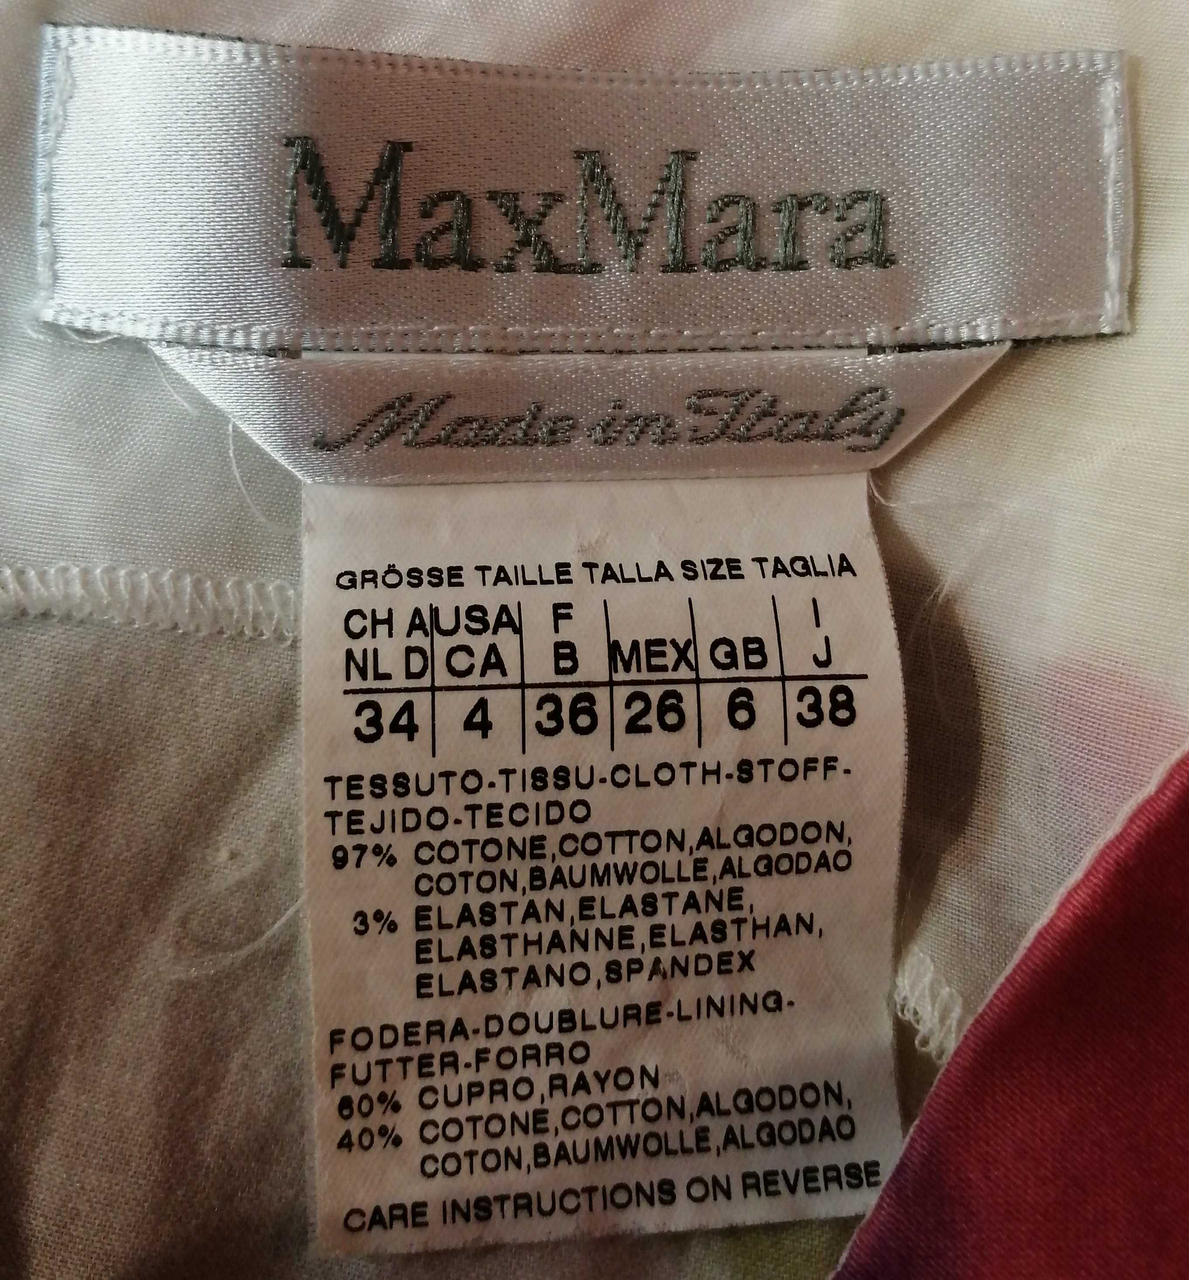 MaxMara
Made in Italy
GRÖSSE TAILLE TALLA SIZE TAGLIA
CH A USA F I
NL D CA B MEX GB J
34 4 36 26 6 38
TESSUTO-TISSU-CLOTH-STOFF-
TEJIDO-TECIDO
97% COTONE,COTTON,ALGODON,
COTON,BAUMWOLLE,ALGODAO
3% ELASTAN,ELASTANE,
ELASTHANNE,ELASTHAN,
ELASTANO,SPANDEX
FODERA-DOUBLURE-LINING-
FUTTER-FORRO
60% CUPRO,RAYON
40% COTONE,COTTON,ALGODON,
COTON,BAUMWOLLE,ALGODAO
CARE INSTRUCTIONS ON REVERSE